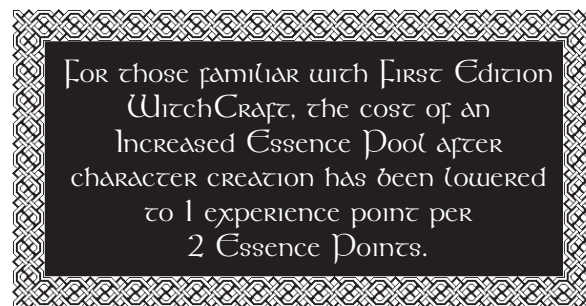 For those familiar with First Edition
WitchCraft, the cost of an
Increased Essence Pool after
character creation has been lowered
to 1 experience point per
2 Essence Points.